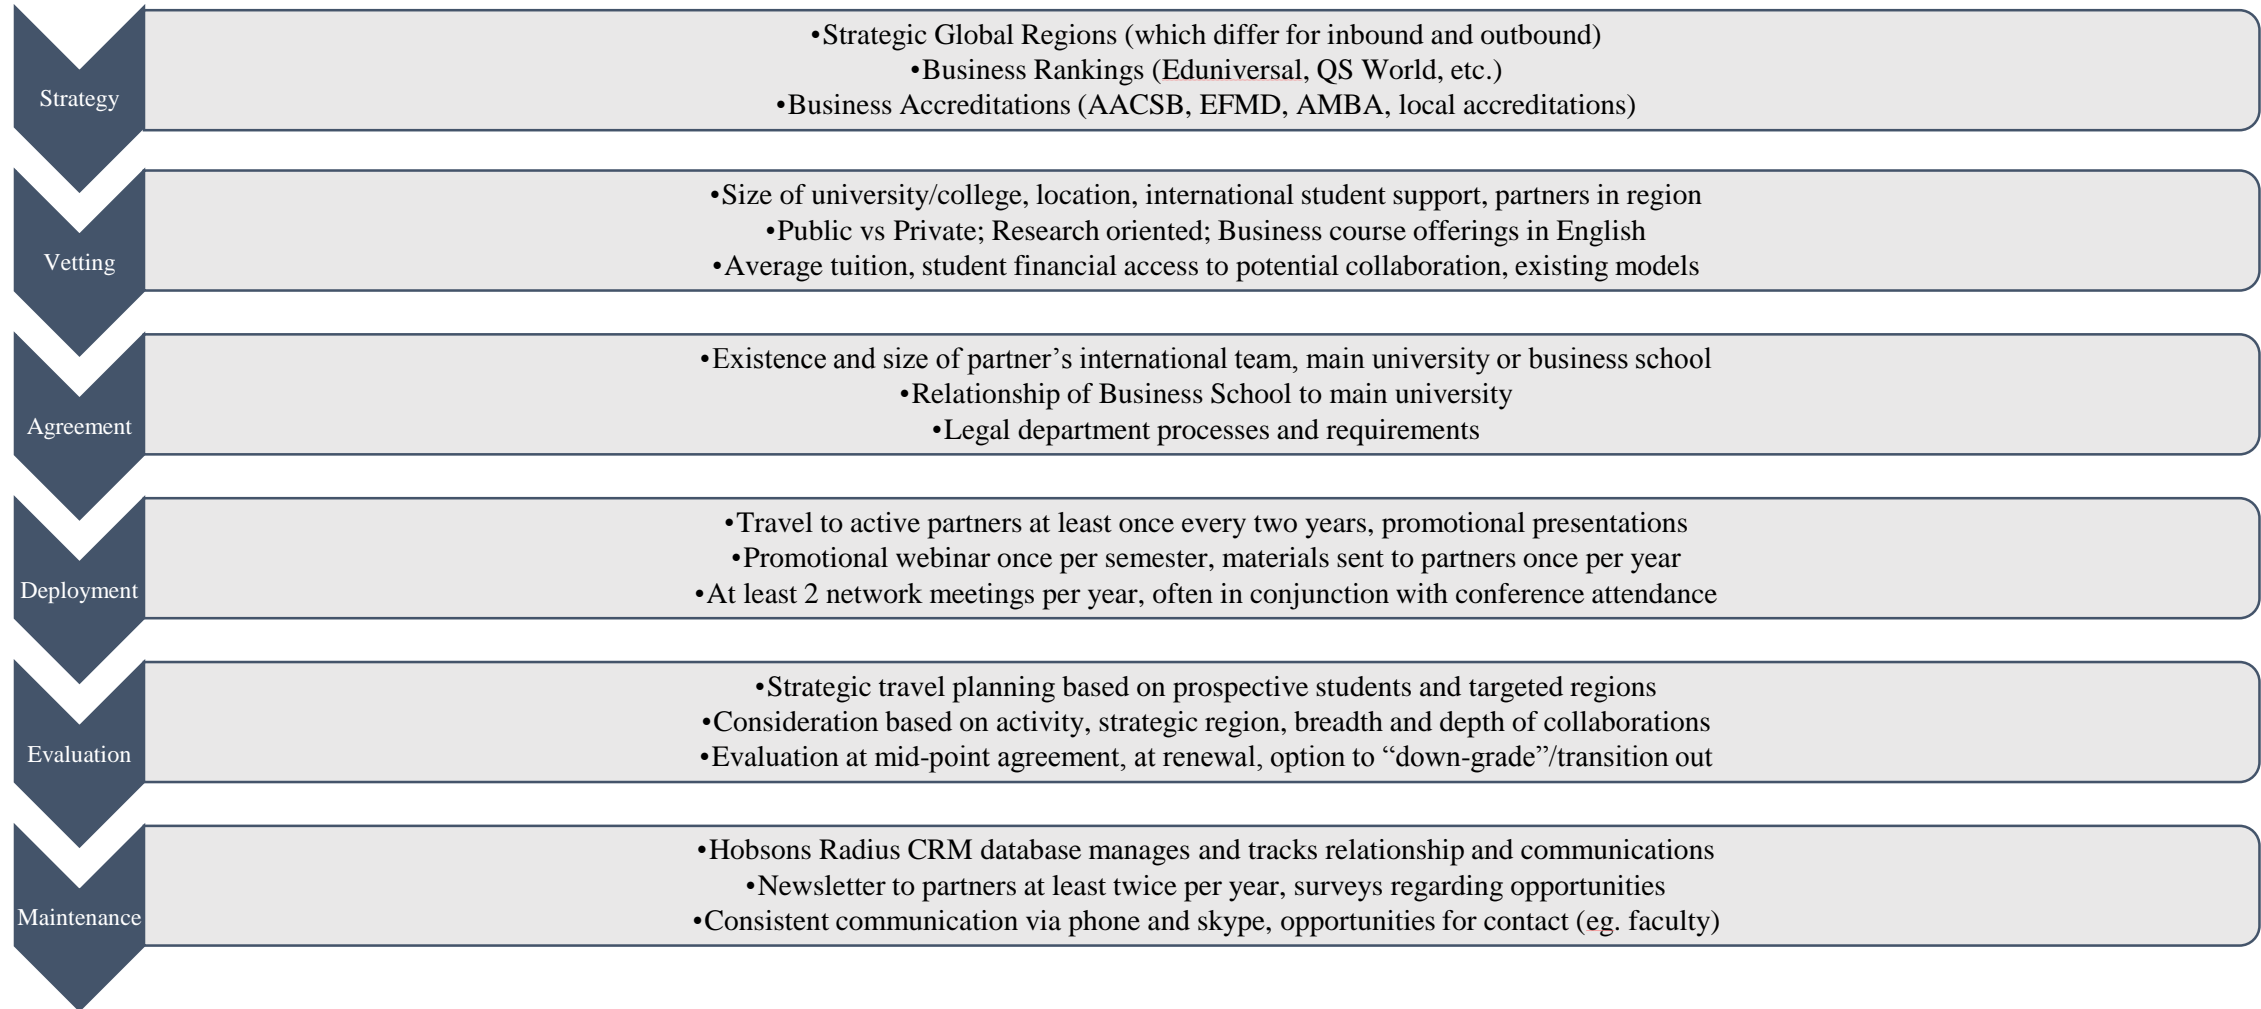 Strategy
•Strategic Global Regions (which differ for inbound and outbound)
•Business Rankings (Eduniversal, QS World, etc.)
•Business Accreditations (AACSB, EFMD, AMBA, local accreditations)
Vetting
•Size of university/college, location, international student support, partners in region
•Public vs Private; Research oriented; Business course offerings in English
•Average tuition, student financial access to potential collaboration, existing models
Agreement
•Existence and size of partner’s international team, main university or business school
•Relationship of Business School to main university
•Legal department processes and requirements
Deployment
•Travel to active partners at least once every two years, promotional presentations
•Promotional webinar once per semester, materials sent to partners once per year
•At least 2 network meetings per year, often in conjunction with conference attendance
Evaluation
•Strategic travel planning based on prospective students and targeted regions
•Consideration based on activity, strategic region, breadth and depth of collaborations
•Evaluation at mid-point agreement, at renewal, option to “down-grade”/transition out
Maintenance
•Hobsons Radius CRM database manages and tracks relationship and communications
•Newsletter to partners at least twice per year, surveys regarding opportunities
•Consistent communication via phone and skype, opportunities for contact (eg. faculty)